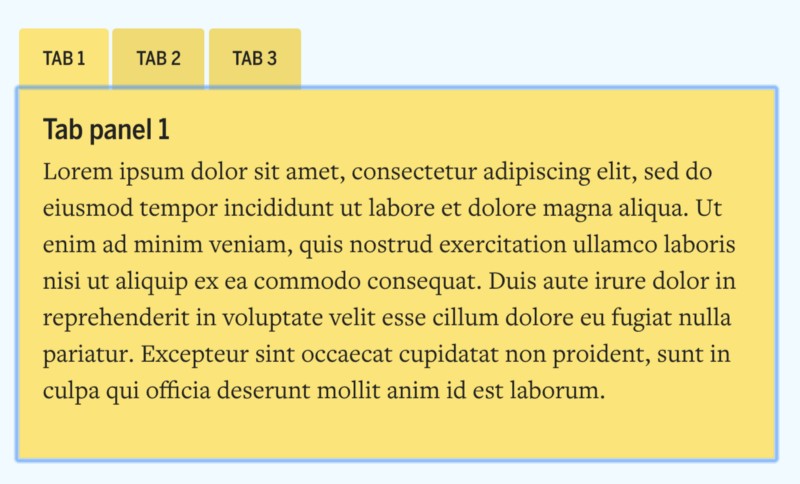 TAB 1 TAB 2 TAB 3
Tab panel 1
Lorem ipsum dolor sit amet, consectetur adipiscing elit, sed do
eiusmod tempor incididunt ut labore et dolore magna aliqua. Ut
enim ad minim veniam, quis nostrud exercitation ullamco laboris
nisi ut aliquip ex ea commodo consequat. Duis aute irure dolor in
reprehenderit in voluptate velit esse cillum dolore eu fugiat nulla
pariatur. Excepteur sint occaecat cupidatat non proident, sunt in
culpa qui officia deserunt mollit anim id est laborum.